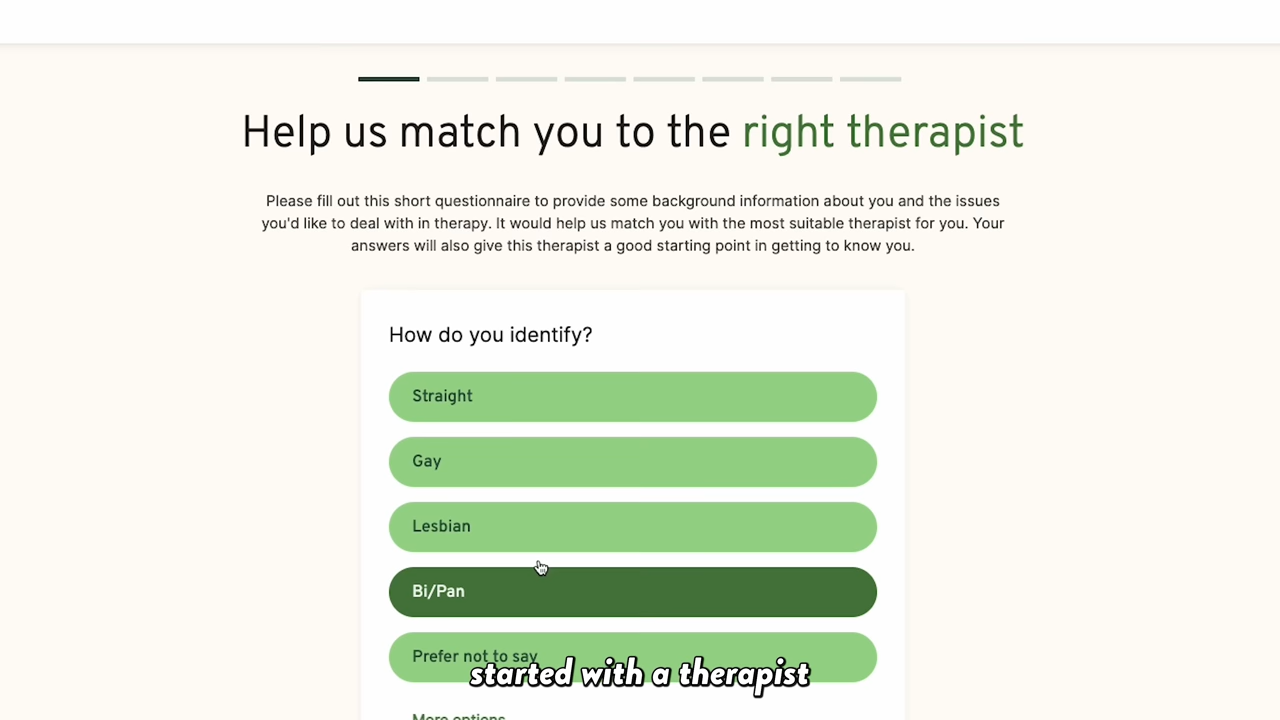 Help us match you to the right therapist
Please fill out this short questionnaire to provide some background information about you and the issues
you'd like to deal with in therapy. It would help us match you with the most suitable therapist for you. Your
answers will also give this therapist a good starting point in getting to know you.
How do you identify?
Straight
Gay
Lesbian
Bi/Pan
Prefer not to say
started with a therapist
More options